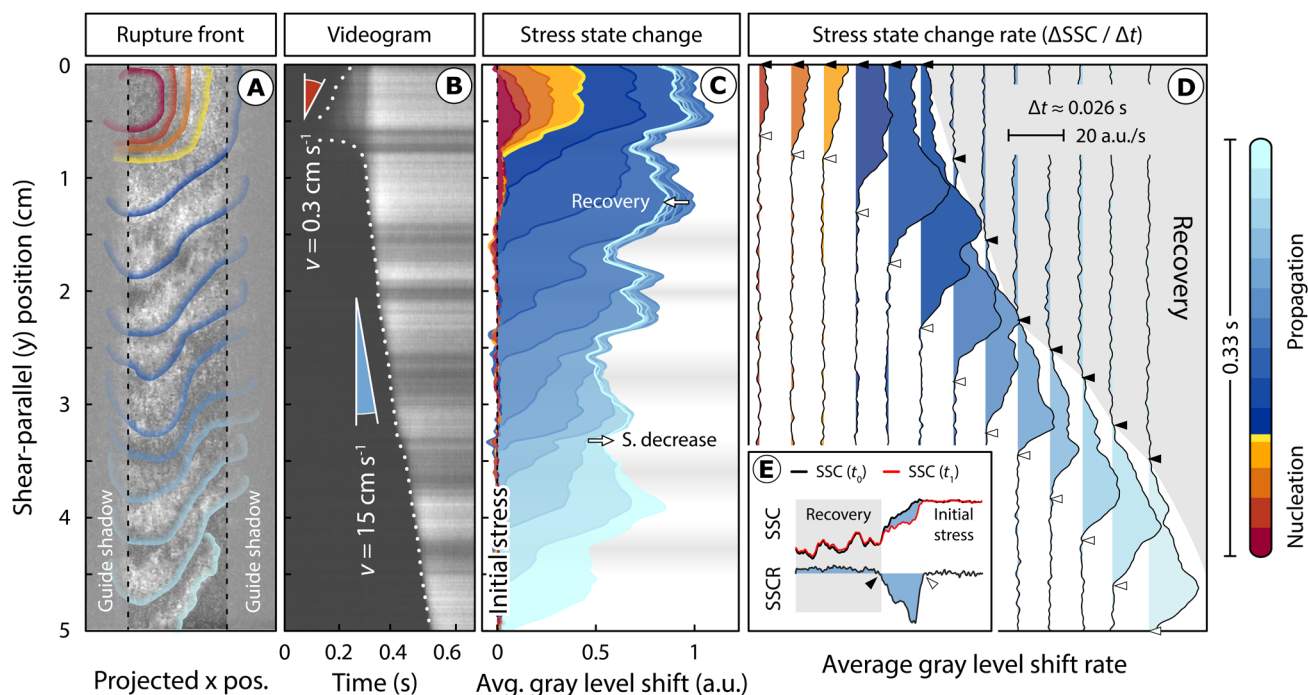 Rupture front
Videogram
Stress state change
Stress state change rate (ΔSSC / Δt)
A
B
C
D
Shear-parallel (y) position (cm)
0
1
2
3
4
5
Guide shadow
Guide shadow
Projected x pos.
v = 0.3 cm s⁻¹
v = 15 cm s⁻¹
0
0.2
0.4
0.6
Time (s)
Recovery
S. decrease
Initial stress
0
0.5
1
Avg. gray level shift (a.u.)
Δt ≈ 0.026 s
20 a.u./s
Recovery
E
SSC (t₀)
SSC (t₁)
SSC
Recovery
Initial
stress
SSCR
Average gray level shift rate
0.33 s
Propagation
Nucleation